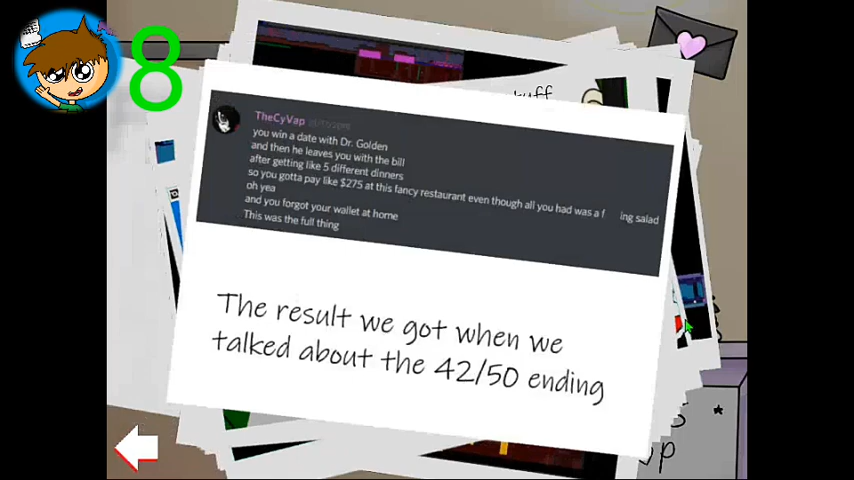 8
stuff
TheCyVap
you win a date with Dr. Golden
and then he leaves you with the bill
after getting like 5 different dinners
so you gotta pay like $275 at this fancy restaurant even though all you had was a f ing salad
oh yea
and you forgot your wallet at home
This was the full thing
The result we got when we
talked about the 42/50 ending